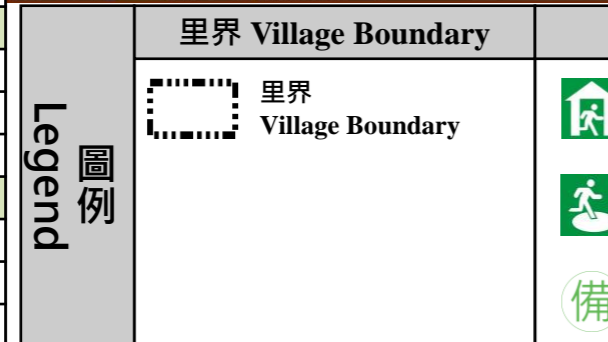 圖例
Legend
里界 Village Boundary
里界
Village Boundary
備